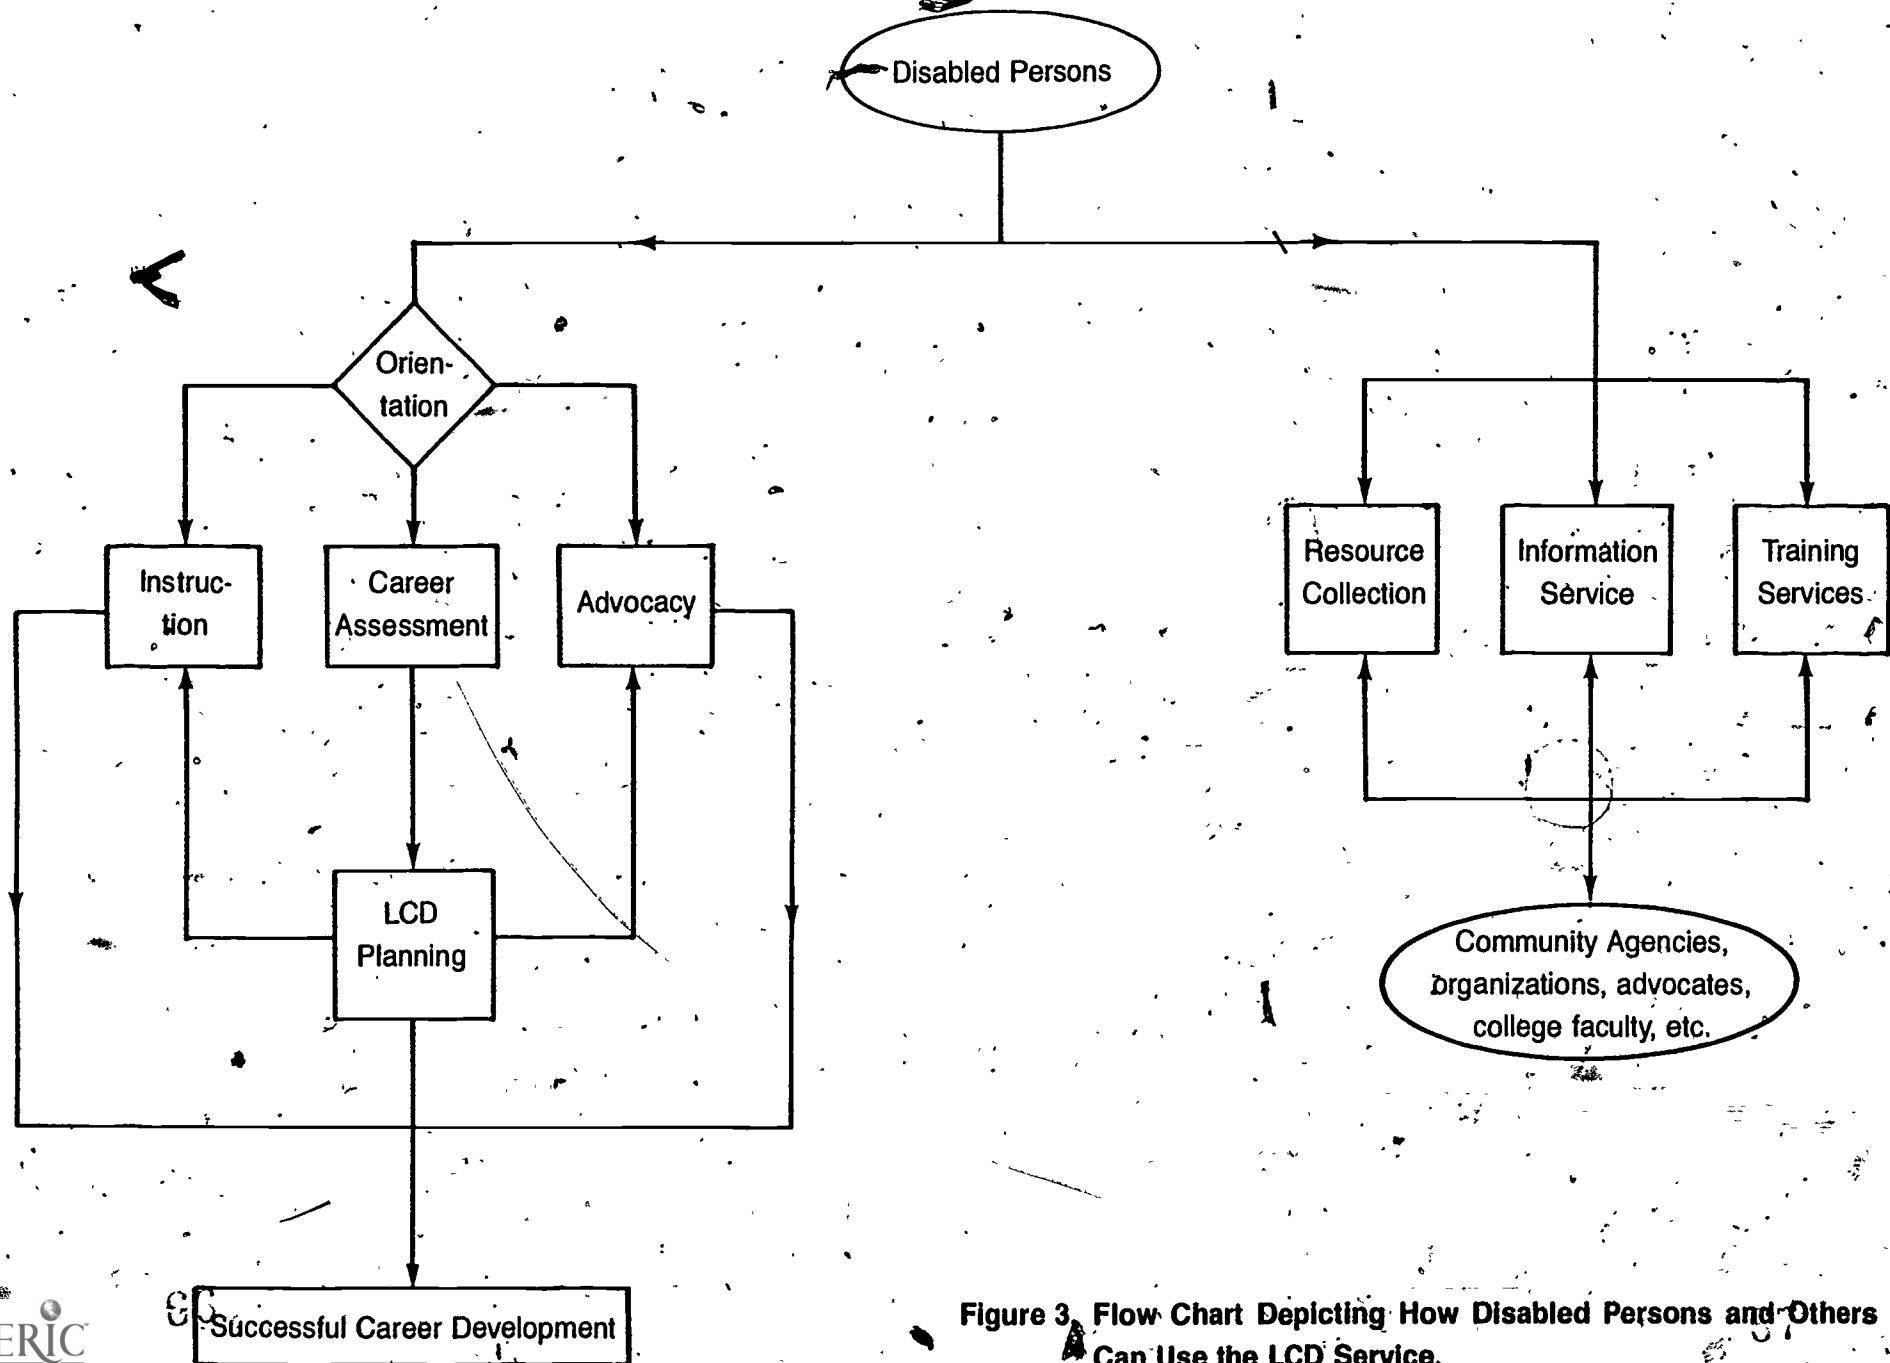 Disabled Persons
Orien-
tation
Instruc-
tion
Career
Assessment
Advocacy
LCD
Planning
Successful Career Development
Resource
Collection
Information
Service
Training
Services
Community Agencies,
organizations, advocates,
college faculty, etc.
Figure 3. Flow Chart Depicting How Disabled Persons and Others
Can Use the LCD Service.
ERIC